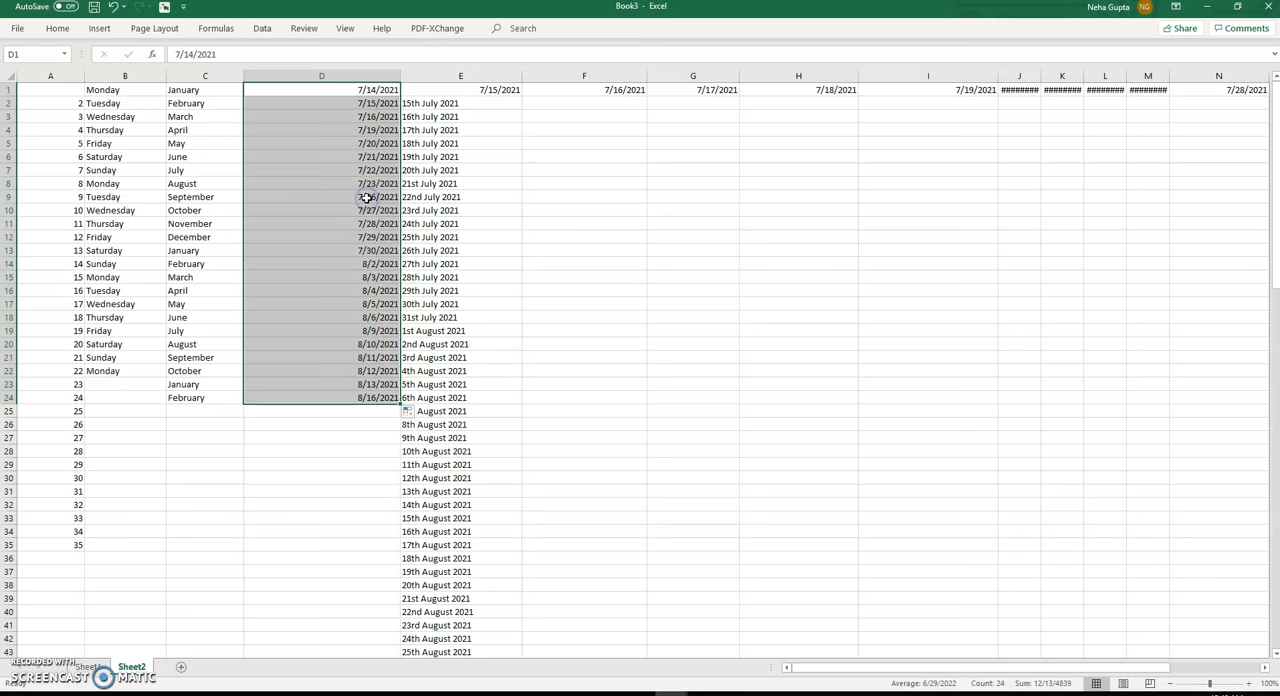 AutoSave Off Book3 - Excel Neha Gupta NG
File Home Insert Draw Page Layout Formulas Data Review View Help PDF-XChange Search Share Comments
D1 fx 7/14/2021
A B C D E F G H I J K L M N
1 Monday January 7/14/2021 7/15/2021 7/16/2021 7/17/2021 7/18/2021 7/19/2021 ######## ######## ######## ######## 7/28/2021
2 2 Tuesday February 7/15/2021 15th July 2021
3 3 Wednesday March 7/16/2021 16th July 2021
4 4 Thursday April 7/19/2021 17th July 2021
5 5 Friday May 7/20/2021 18th July 2021
6 6 Saturday June 7/21/2021 19th July 2021
7 7 Sunday July 7/22/2021 20th July 2021
8 8 Monday August 7/23/2021 21st July 2021
9 9 Tuesday September 22nd July 2021
10 10 Wednesday October 7/27/2021 23rd July 2021
11 11 Thursday November 7/28/2021 24th July 2021
12 12 Friday December 7/29/2021 25th July 2021
13 13 Saturday January 7/30/2021 26th July 2021
14 14 Sunday February 8/2/2021 27th July 2021
15 15 Monday March 8/3/2021 28th July 2021
16 16 Tuesday April 8/4/2021 29th July 2021
17 17 Wednesday May 8/5/2021 30th July 2021
18 18 Thursday June 8/6/2021 31st July 2021
19 19 Friday July 8/9/2021 1st August 2021
20 20 Saturday August 8/10/2021 2nd August 2021
21 21 Sunday September 8/11/2021 3rd August 2021
22 22 Monday October 8/12/2021 4th August 2021
23 23 January 8/13/2021 5th August 2021
24 24 February 8/16/2021 6th August 2021
25 25 August 2021
26 26 8th August 2021
27 27 9th August 2021
28 28 10th August 2021
29 29 11th August 2021
30 30 12th August 2021
31 31 13th August 2021
32 32 14th August 2021
33 33 15th August 2021
34 34 16th August 2021
35 35 17th August 2021
36 18th August 2021
37 19th August 2021
38 20th August 2021
39 21st August 2021
40 22nd August 2021
41 23rd August 2021
42 24th August 2021
43 25th August 2021
RECORDED WITH
SCREENCAST MATIC
Sheet2
Average: 6/29/2022 Count: 24 Sum: 12/13/4839 100%